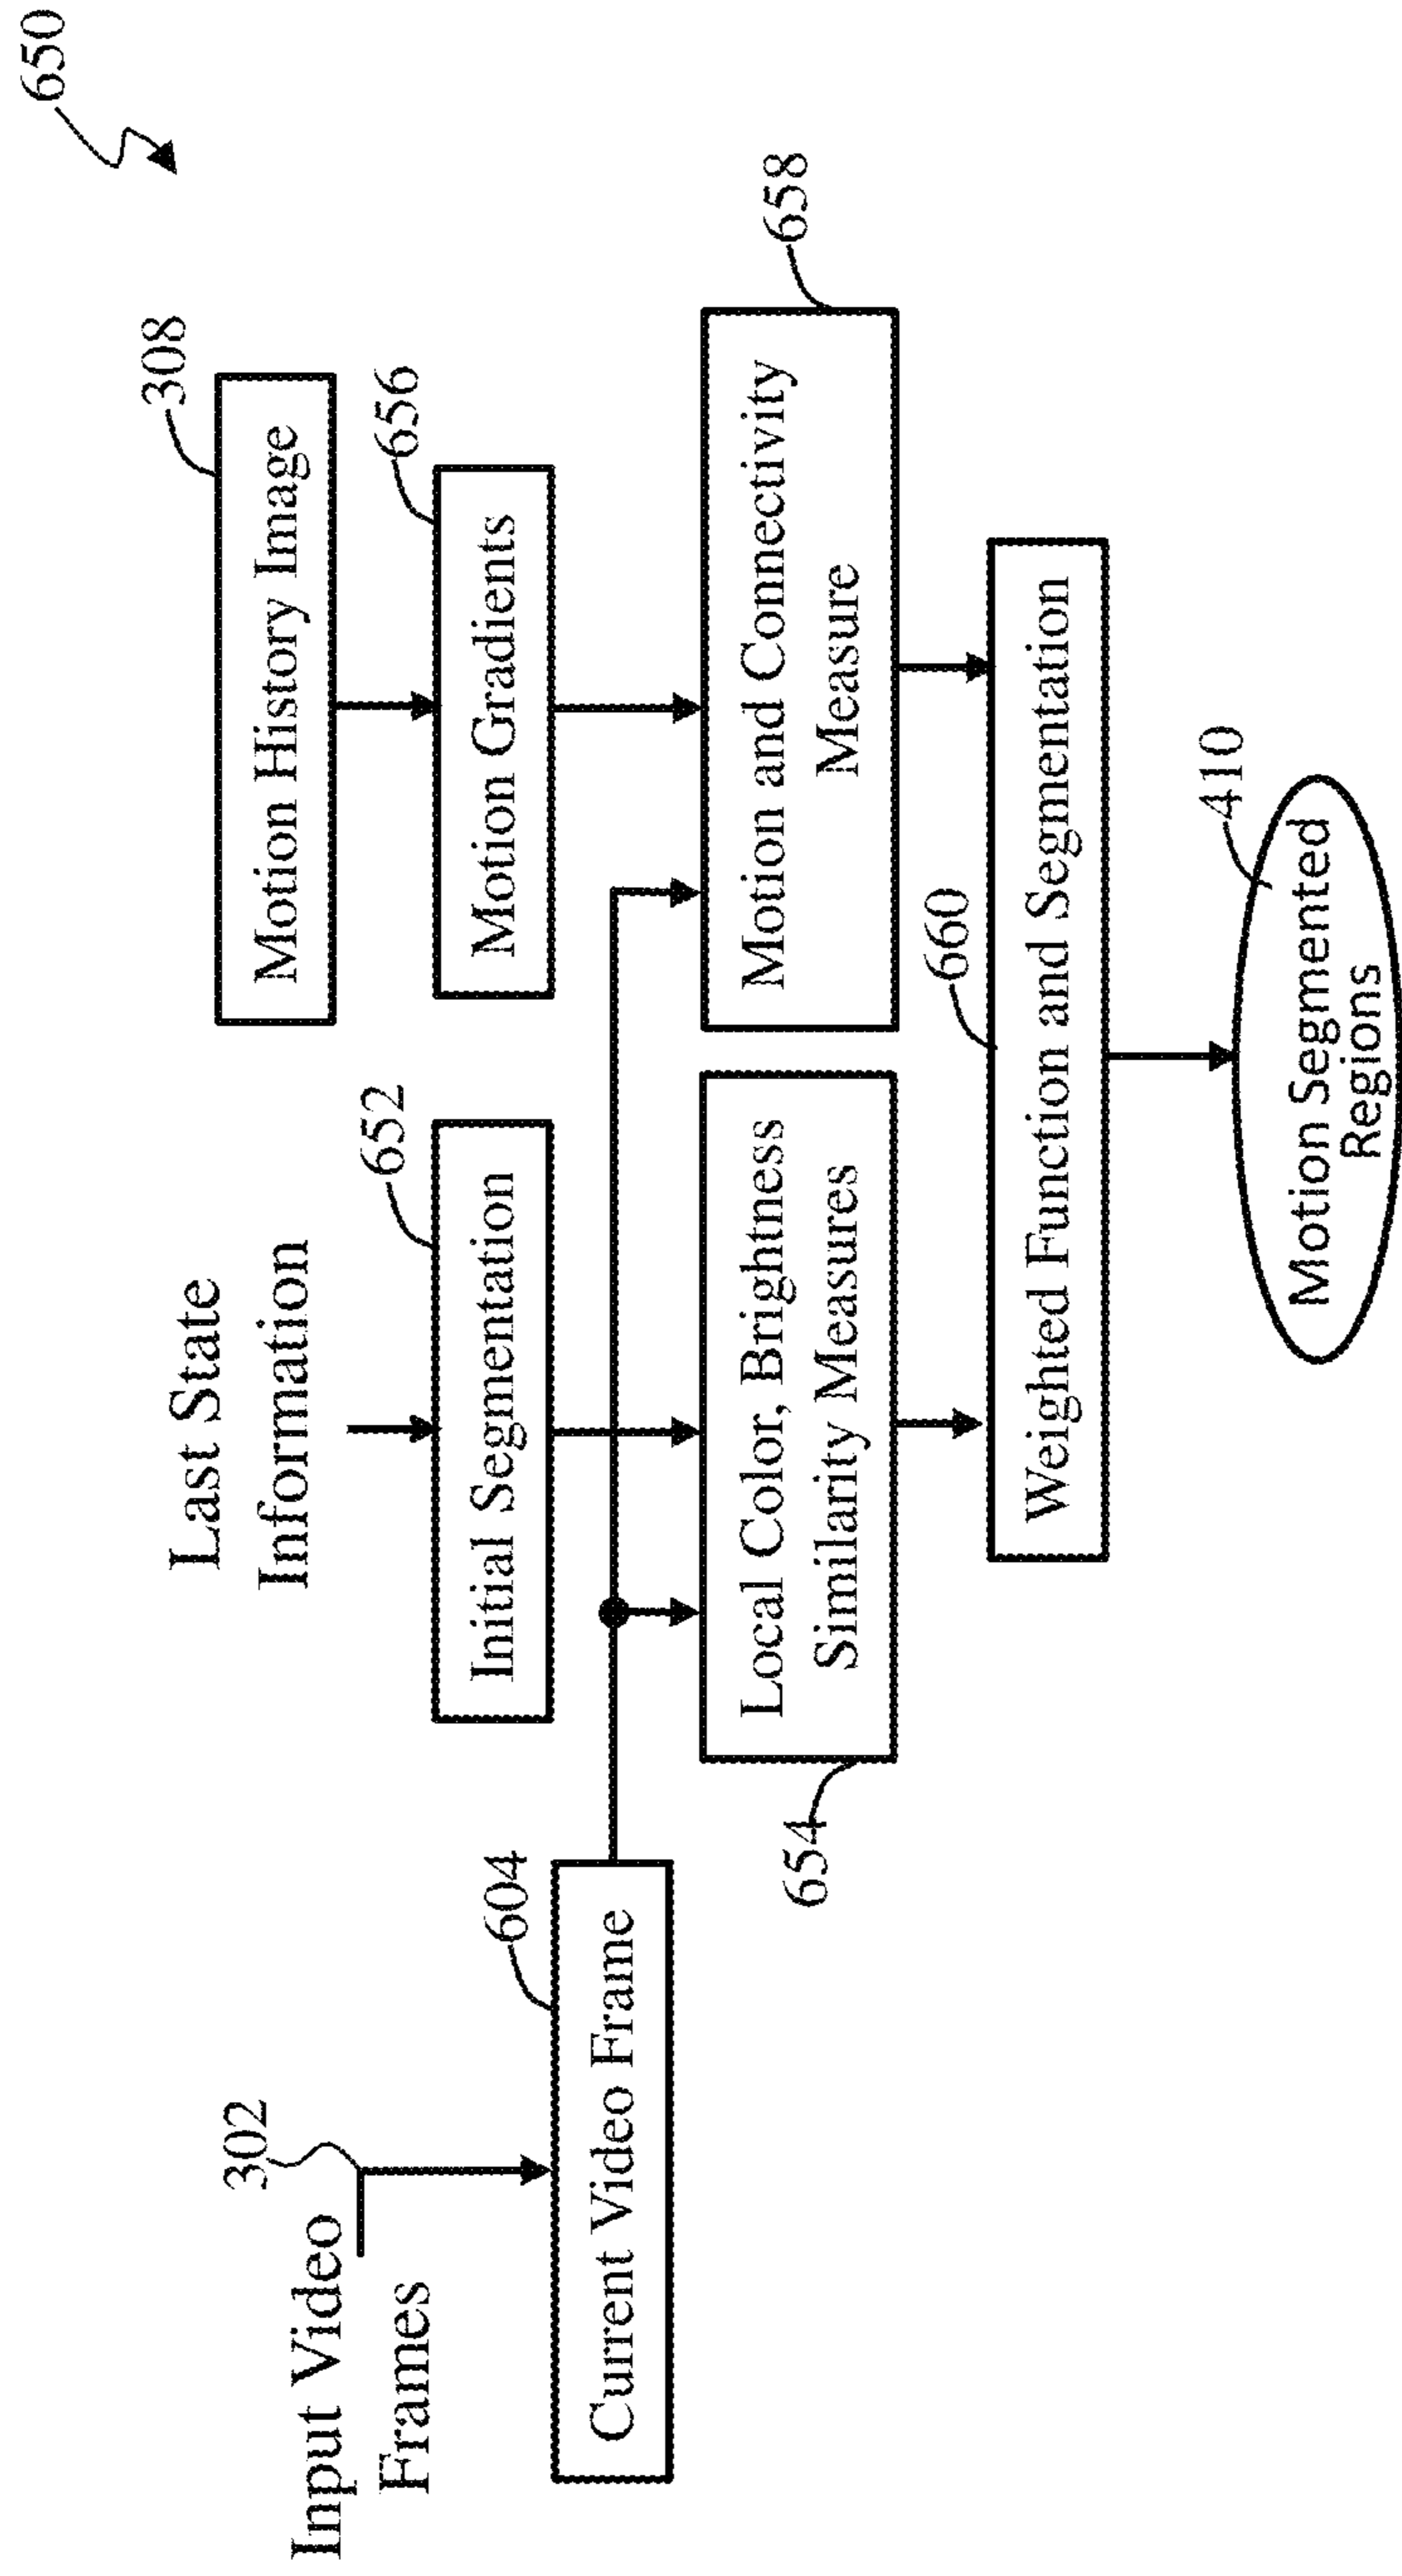 650
308
Motion History Image
Last State
Information
302
Input Video
Frames
652
Initial Segmentation
656
Motion Gradients
604
Current Video Frame
654
Local Color, Brightness
Similarity Measures
658
Motion and Connectivity
Measure
660
Weighted Function and Segmentation
410
Motion Segmented
Regions